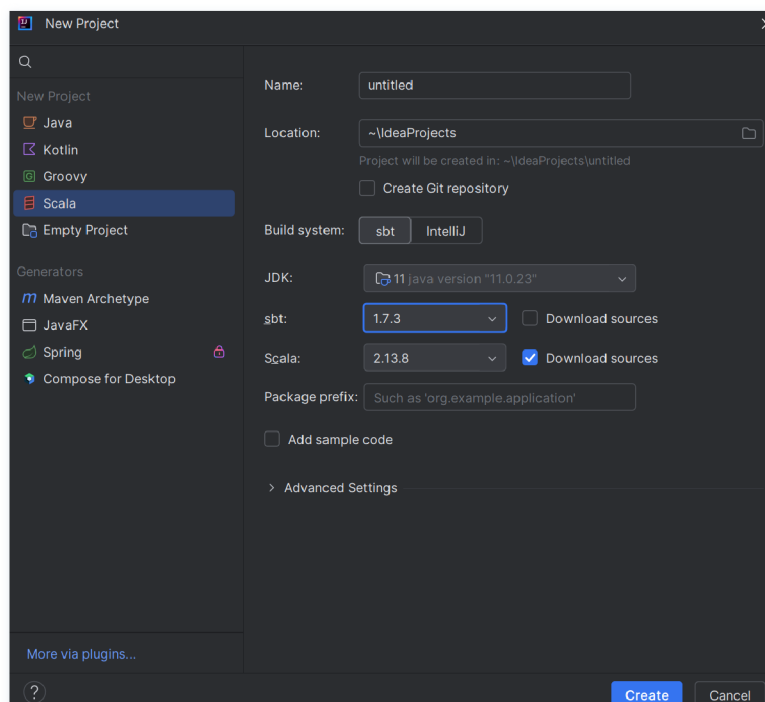 New Project
New Project
Java
Kotlin
Groovy
Scala
Empty Project
Generators
Maven Archetype
JavaFX
Spring
Compose for Desktop
More via plugins...
?
Name: untitled
Location: ~\IdeaProjects
Project will be created in: ~\IdeaProjects\untitled
Create Git repository
Build system: sbt IntelliJ
JDK: 11 java version "11.0.23"
sbt: 1.7.3 Download sources
Scala: 2.13.8 Download sources
Package prefix: Such as 'org.example.application'
Add sample code
Advanced Settings
Create Cancel